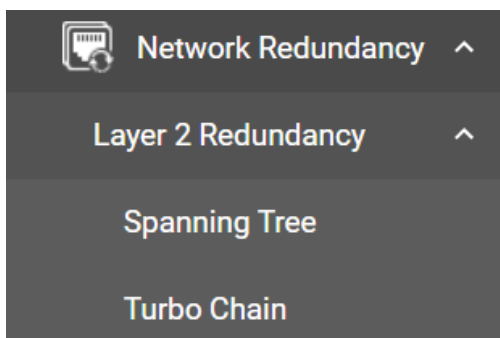 Network Redundancy
Layer 2 Redundancy
Spanning Tree
Turbo Chain